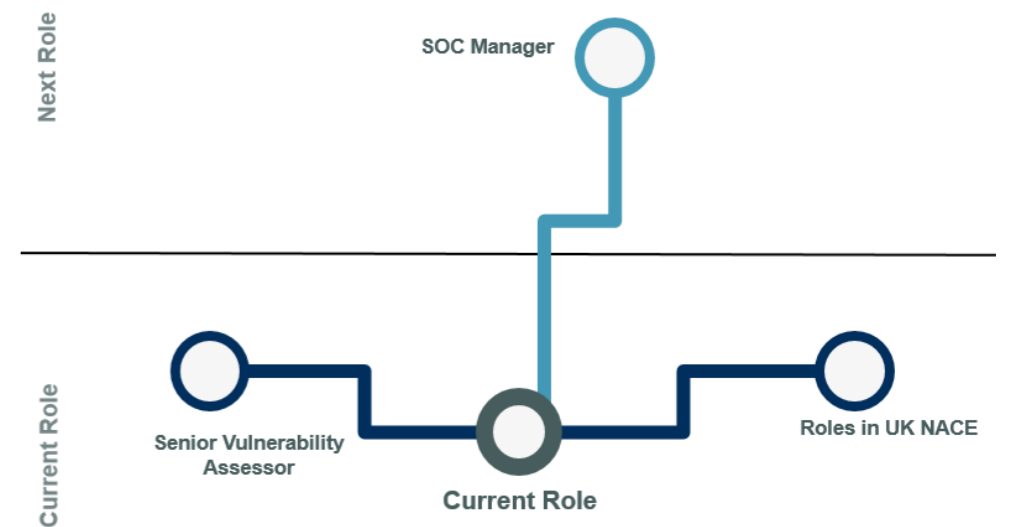 Next Role
SOC Manager
Current Role
Senior Vulnerability
Assessor
Roles in UK NACE
Current Role